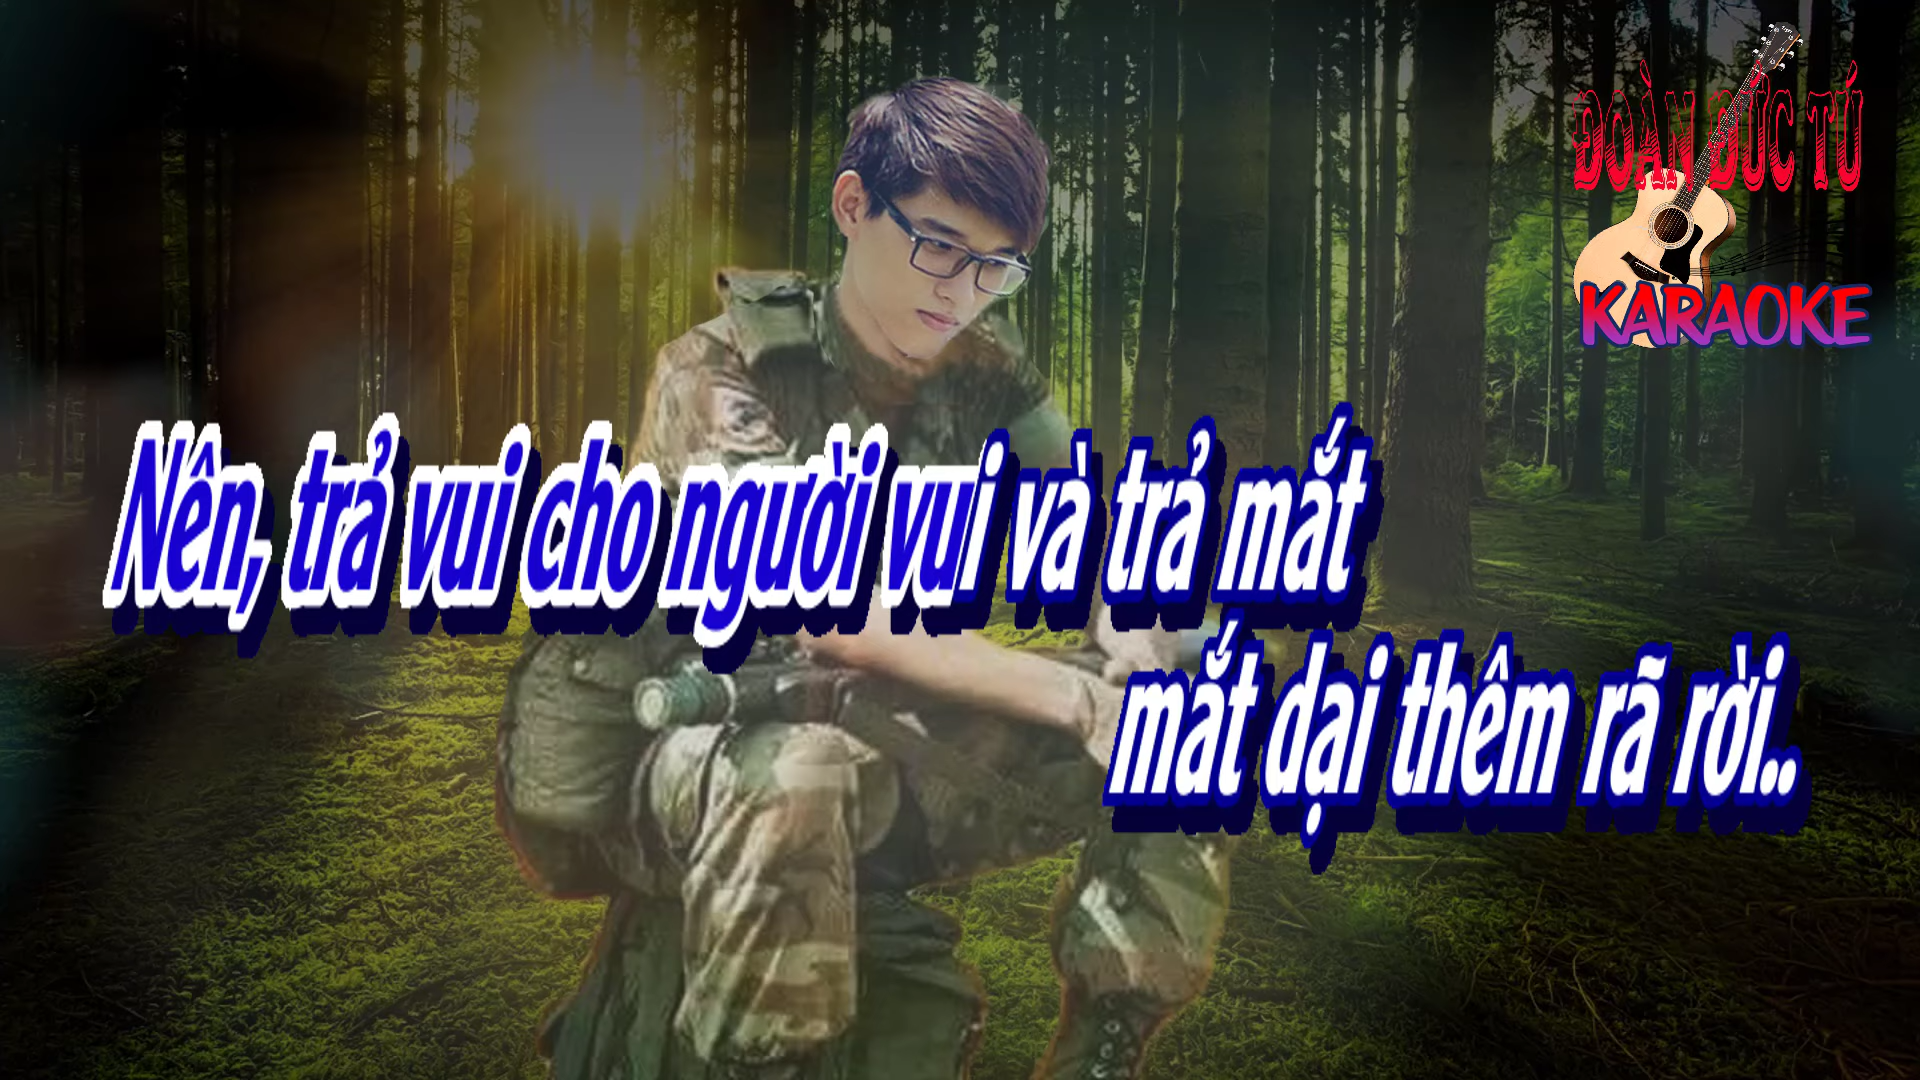 ĐOÀN ĐỨC TÚ
KARAOKE
Nên, trả vui cho người vui và trả mắt
mắt dại thêm rã rời..